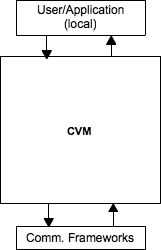 User/Application
(local)
CVM
Comm. Frameworks